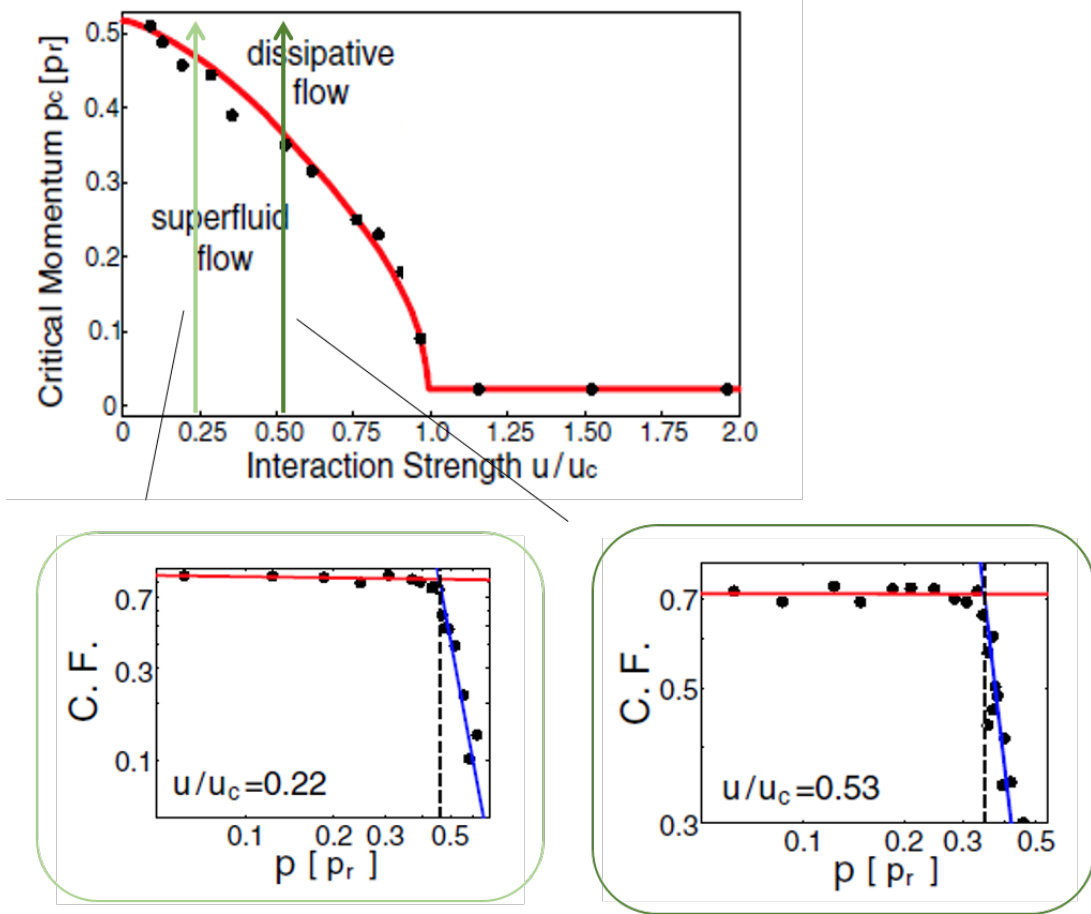 Critical Momentum pc [pr]
0.5
0.4
0.3
0.2
0.1
0
dissipative
flow
superfluid
flow
0 0.25 0.50 0.75 1.0 1.25 1.50 1.75 2.0
Interaction Strength u/uc
C. F.
0.7
0.3
0.1
u/uc=0.22
0.1 0.2 0.3 0.5
p [ pr ]
C. F.
0.7
0.5
0.3
u/uc=0.53
0.1 0.2 0.3 0.5
p [ pr ]